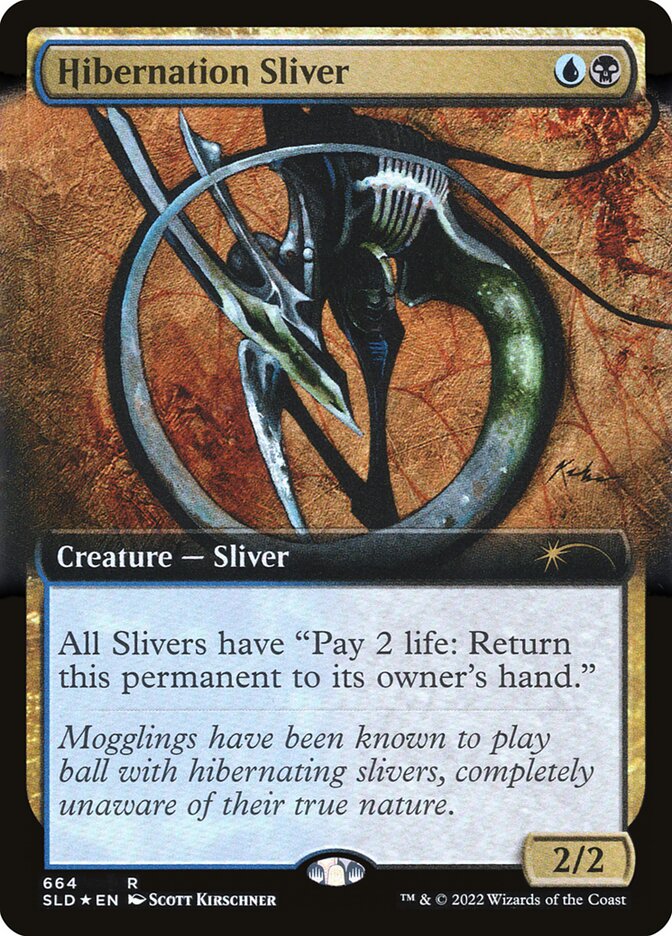 Hibernation Sliver
Creature — Sliver
All Slivers have “Pay 2 life: Return
this permanent to its owner’s hand.”
Mogglings have been known to play
ball with hibernating slivers, completely
unaware of their true nature.
2/2
664 R
SLD★EN Scott Kirschner
™ & © 2022 Wizards of the Coast